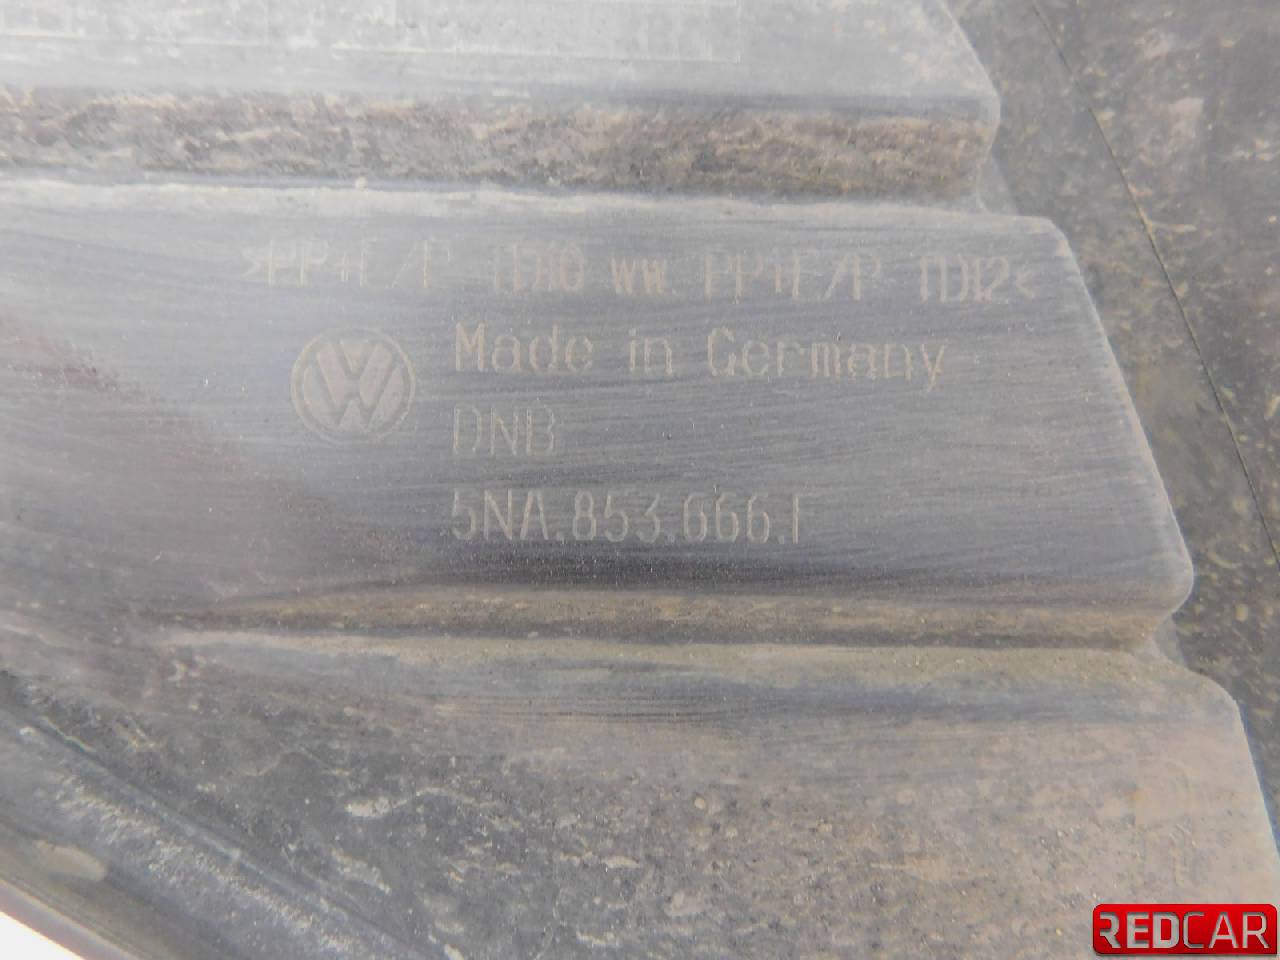 >PP+E/P TD10 ww. PP+E/P TD12<
Made in Germany
DNB
5NA.853.666.F
REDCAR